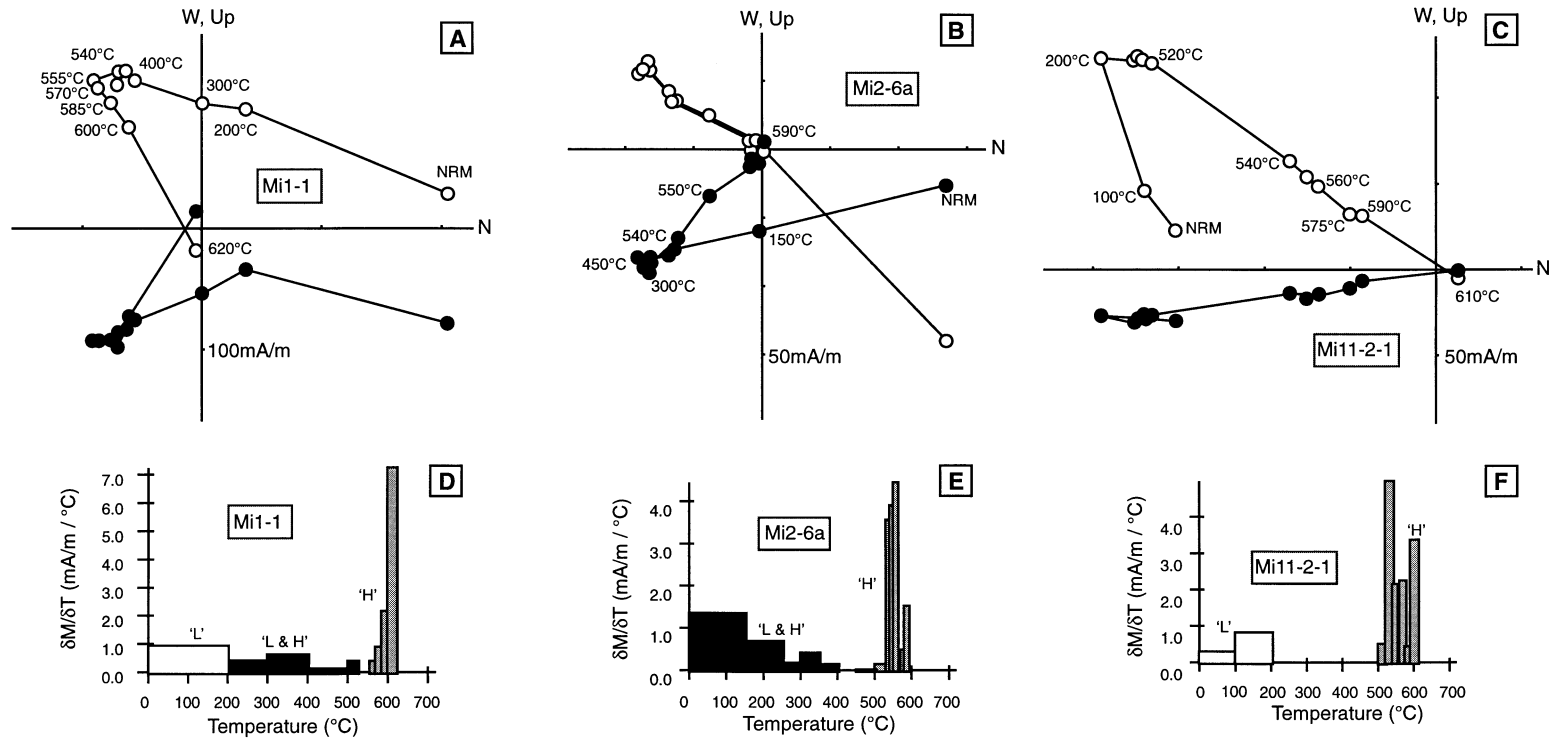 W, Up
A
540°C
400°C
555°C
300°C
570°C
585°C
600°C
200°C
NRM
Mi1-1
N
620°C
100mA/m
W, Up
B
Mi2-6a
590°C
N
550°C
NRM
540°C
150°C
450°C
300°C
50mA/m
W, Up
C
200°C
520°C
540°C
560°C
100°C
590°C
NRM
575°C
N
610°C
Mi11-2-1
50mA/m
D
δM/δT (mA/m / °C)
7.0
6.0
5.0
4.0
3.0
2.0
1.0
0.0
Mi1-1
'H'
'L'
'L & H'
0 100 200 300 400 500 600 700
Temperature (°C)
E
δM/δT (mA/m / °C)
4.0
3.0
2.0
1.0
0.0
Mi2-6a
'H'
'L & H'
0 100 200 300 400 500 600 700
Temperature (°C)
F
δM/δT (mA/m / °C)
4.0
3.0
2.0
1.0
0.0
'H'
Mi11-2-1
'L'
0 100 200 300 400 500 600 700
Temperature (°C)